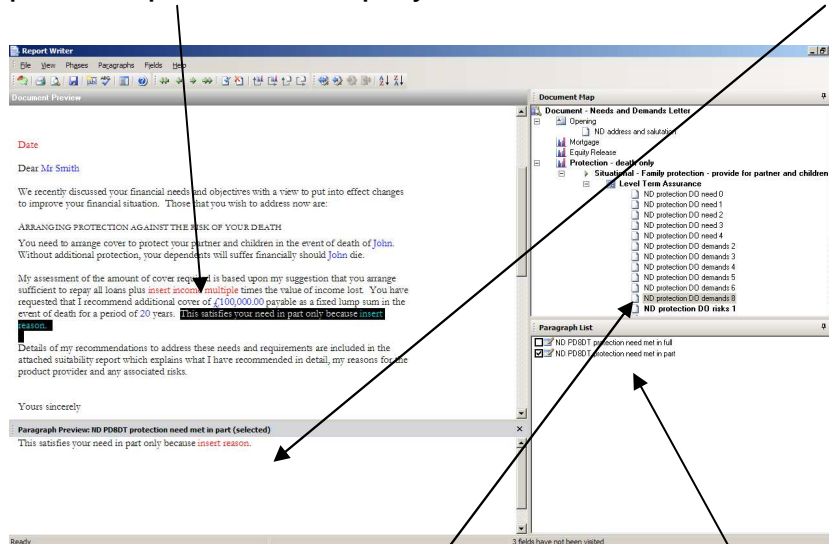 Report Writer
File View Phases Paragraphs Fields Help
Document Preview
Date
Dear Mr Smith
We recently discussed your financial needs and objectives with a view to put into effect changes
to improve your financial situation. Those that you wish to address now are:
ARRANGING PROTECTION AGAINST THE RISK OF YOUR DEATH
You need to arrange cover to protect your partner and children in the event of death of John.
Without additional protection, your dependents will suffer financially should John die.
My assessment of the amount of cover required is based upon my suggestion that you arrange
sufficient to repay all loans plus insert income multiple times the value of income lost. You have
requested that I recommend additional cover of £100,000.00 payable as a fixed lump sum in the
event of death for a period of 20 years. This satisfies your need in part only because insert
reason.
Details of my recommendations to address these needs and requirements are included in the
attached suitability report which explains what I have recommended in detail, my reasons for the
product provider and any associated risks.
Yours sincerely
Paragraph Preview: ND PD8DT protection need met in part (selected)
This satisfies your need in part only because insert reason.
Document Map
Document - Needs and Demands Letter
Opening
ND address and salutation
Mortgage
Equity Release
Protection - death only
Situational - Family protection - provide for partner and children
Level Term Assurance
ND protection DO need 0
ND protection DO need 1
ND protection DO need 2
ND protection DO need 3
ND protection DO need 4
ND protection DO demands 2
ND protection DO demands 3
ND protection DO demands 4
ND protection DO demands 5
ND protection DO demands 6
ND protection DO demands 8
ND protection DO risks 1
Paragraph List
ND PD8DT protection need met in full
ND PD8DT protection need met in part
Ready
3 fields have not been visited